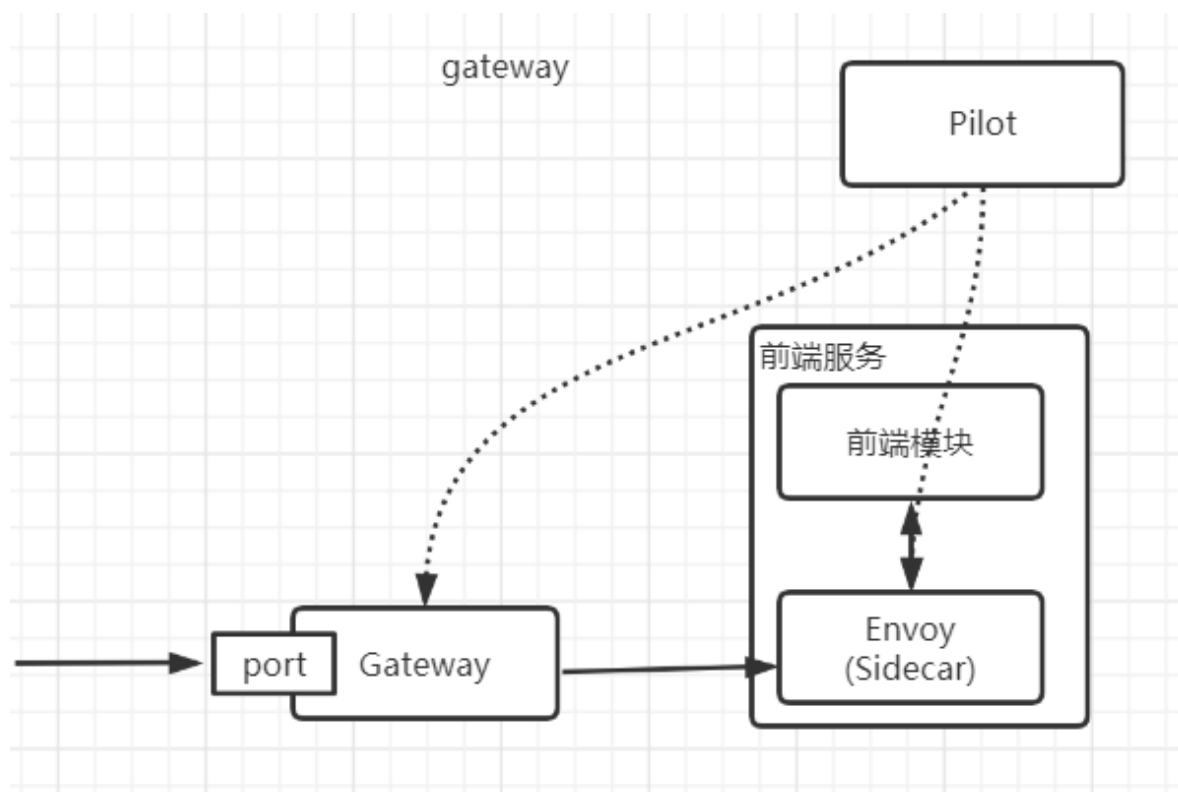 gateway
Pilot
前端服务
前端模块
Envoy
(Sidecar)
port
Gateway